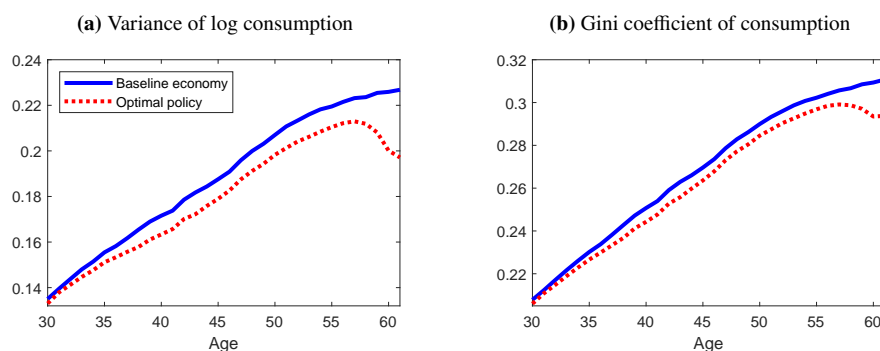 (a) Variance of log consumption
0.24
0.22
0.2
0.18
0.16
0.14
30 35 40 45 50 55 60
Age
Baseline economy
Optimal policy
(b) Gini coefficient of consumption
0.32
0.3
0.28
0.26
0.24
0.22
30 35 40 45 50 55 60
Age